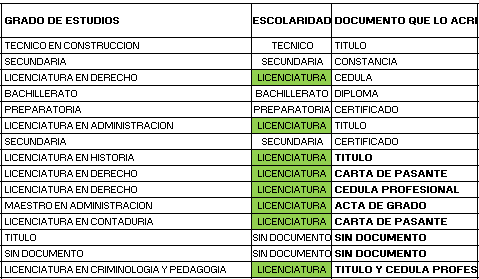 GRADO DE ESTUDIOS ESCOLARIDAD DOCUMENTO QUE LO ACRE
TECNICO EN CONSTRUCCION TECNICO TITULO
SECUNDARIA SECUNDARIA CONSTANCIA
LICENCIATURA EN DERECHO LICENCIATURA CEDULA
BACHILLERATO BACHILLERATO DIPLOMA
PREPARATORIA PREPARATORIA CERTIFICADO
LICENCIATURA EN ADMINISTRACION LICENCIATURA TITULO
SECUNDARIA SECUNDARIA CERTIFICADO
LICENCIATURA EN HISTORIA LICENCIATURA TITULO
LICENCIATURA EN DERECHO LICENCIATURA CARTA DE PASANTE
LICENCIATURA EN DERECHO LICENCIATURA CEDULA PROFESIONAL
MAESTRO EN ADMINISTRACION LICENCIATURA ACTA DE GRADO
LICENCIATURA EN CONTADURIA LICENCIATURA CARTA DE PASANTE
TITULO SIN DOCUMENTO SIN DOCUMENTO
SIN DOCUMENTO SIN DOCUMENTO SIN DOCUMENTO
LICENCIATURA EN CRIMINOLOGIA Y PEDAGOGIA LICENCIATURA TITULO Y CEDULA PROFES